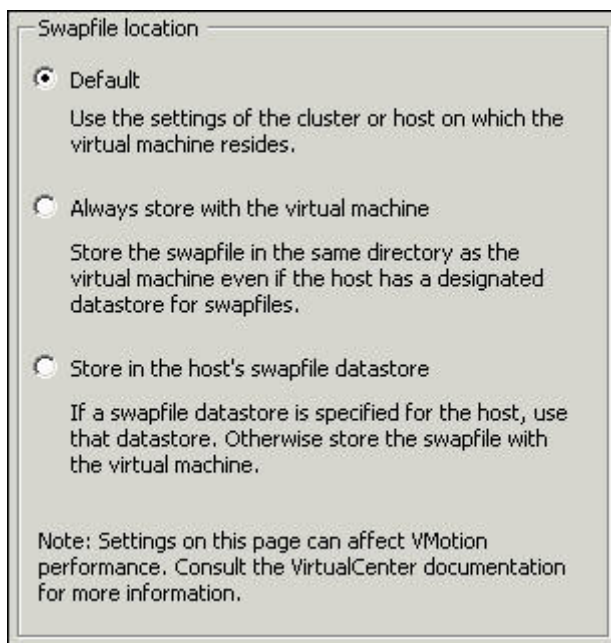 Swapfile location
Default
Use the settings of the cluster or host on which the
virtual machine resides.
Always store with the virtual machine
Store the swapfile in the same directory as the
virtual machine even if the host has a designated
datastore for swapfiles.
Store in the host's swapfile datastore
If a swapfile datastore is specified for the host, use
that datastore. Otherwise store the swapfile with
the virtual machine.
Note: Settings on this page can affect VMotion
performance. Consult the VirtualCenter documentation
for more information.